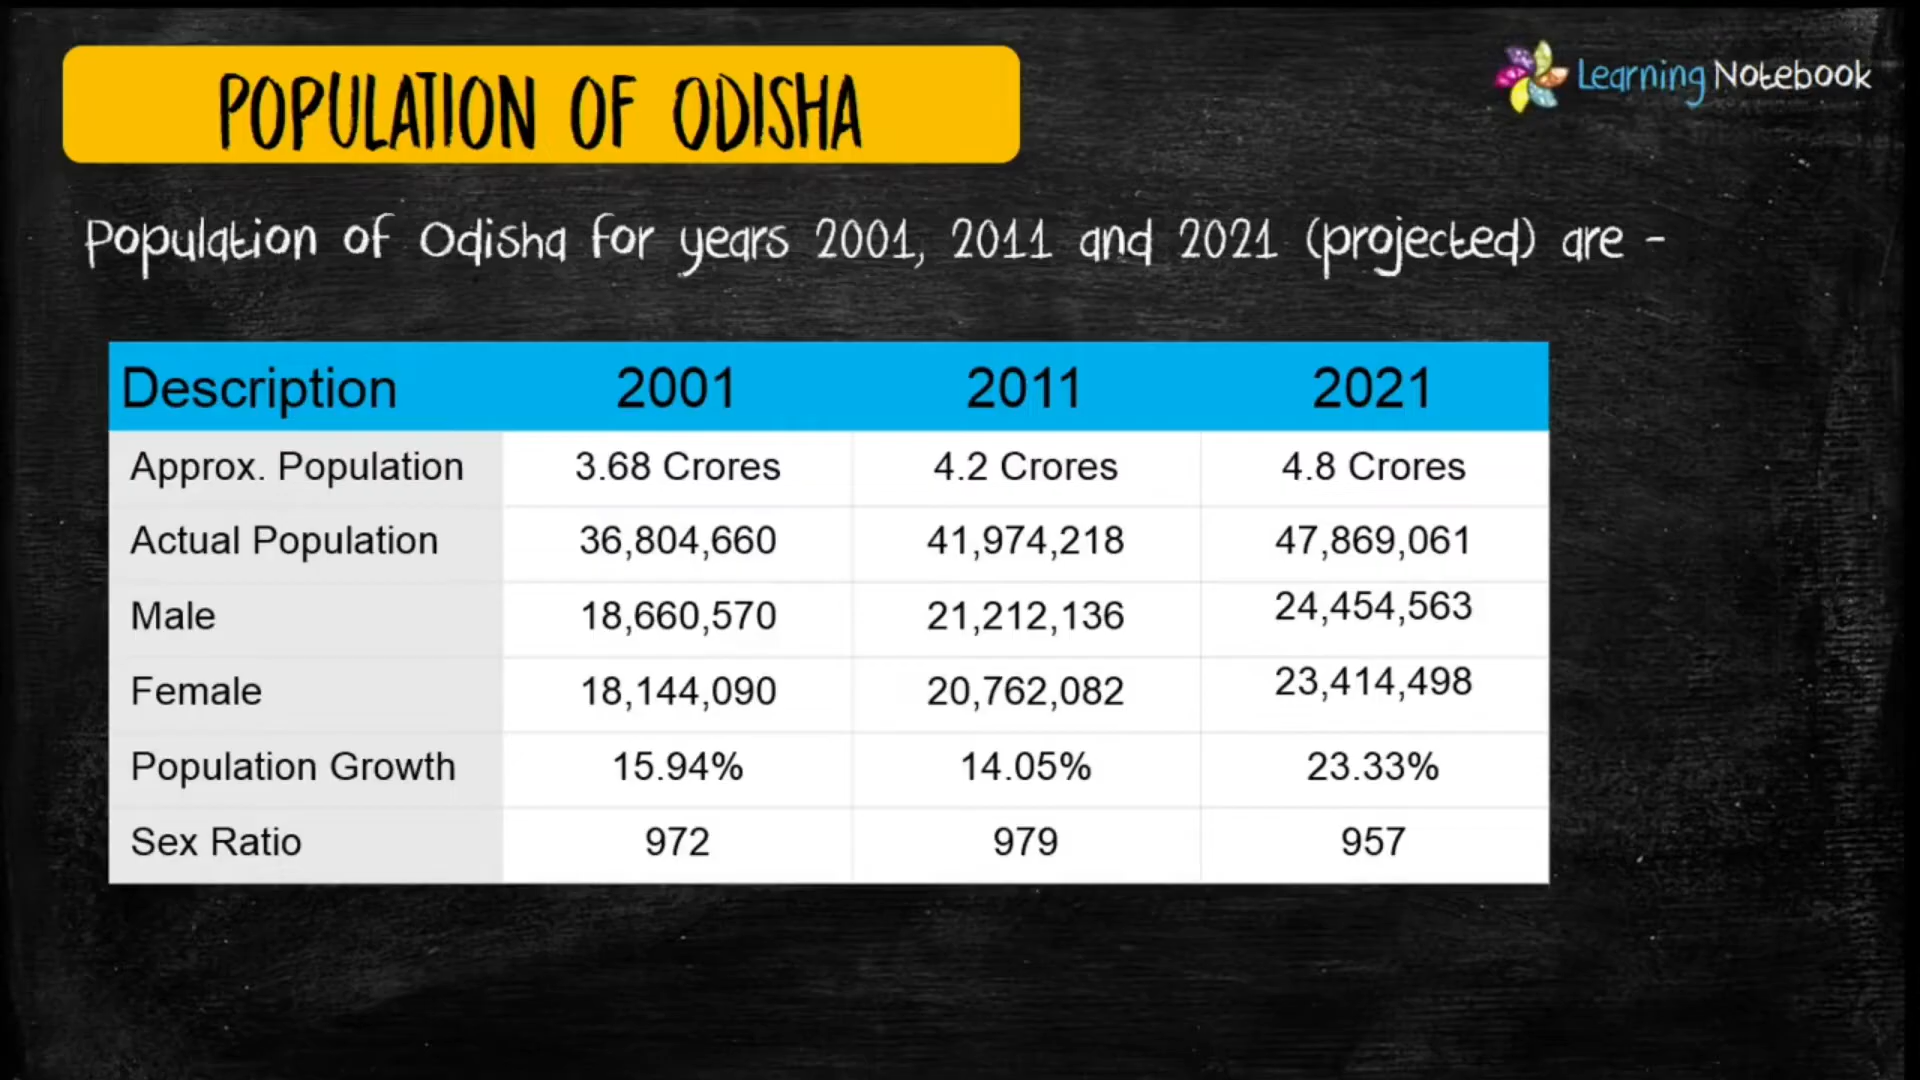 POPULATION OF ODISHA
Learning Notebook
Population of Odisha for years 2001, 2011 and 2021 (projected) are -
Description 2001 2011 2021
Approx. Population 3.68 Crores 4.2 Crores 4.8 Crores
Actual Population 36,804,660 41,974,218 47,869,061
Male 18,660,570 21,212,136 24,454,563
Female 18,144,090 20,762,082 23,414,498
Population Growth 15.94% 14.05% 23.33%
Sex Ratio 972 979 957